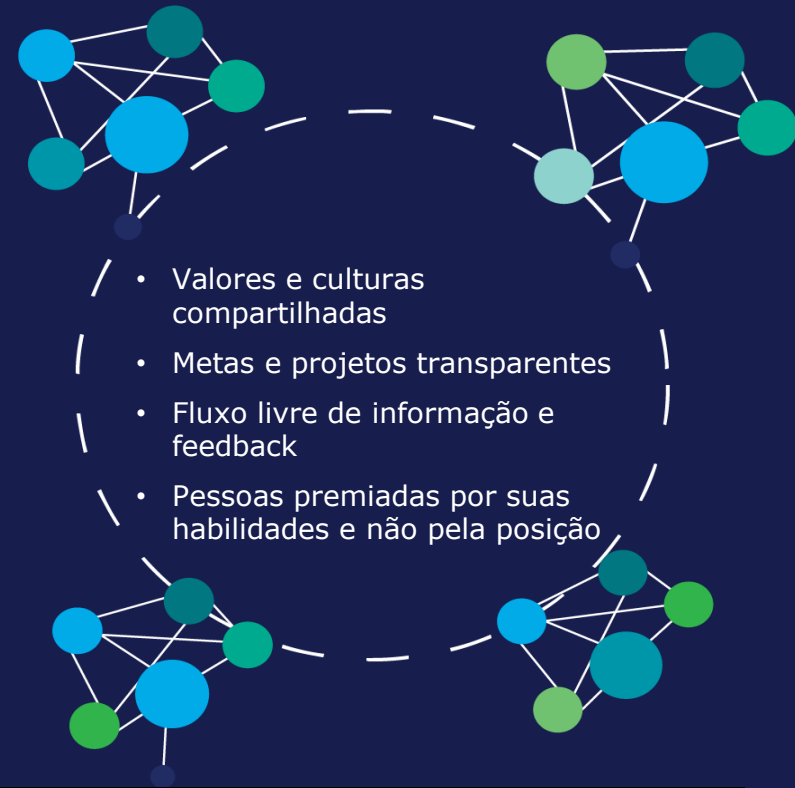 • Valores e culturas
compartilhadas
• Metas e projetos transparentes
• Fluxo livre de informação e
feedback
• Pessoas premiadas por suas
habilidades e não pela posição